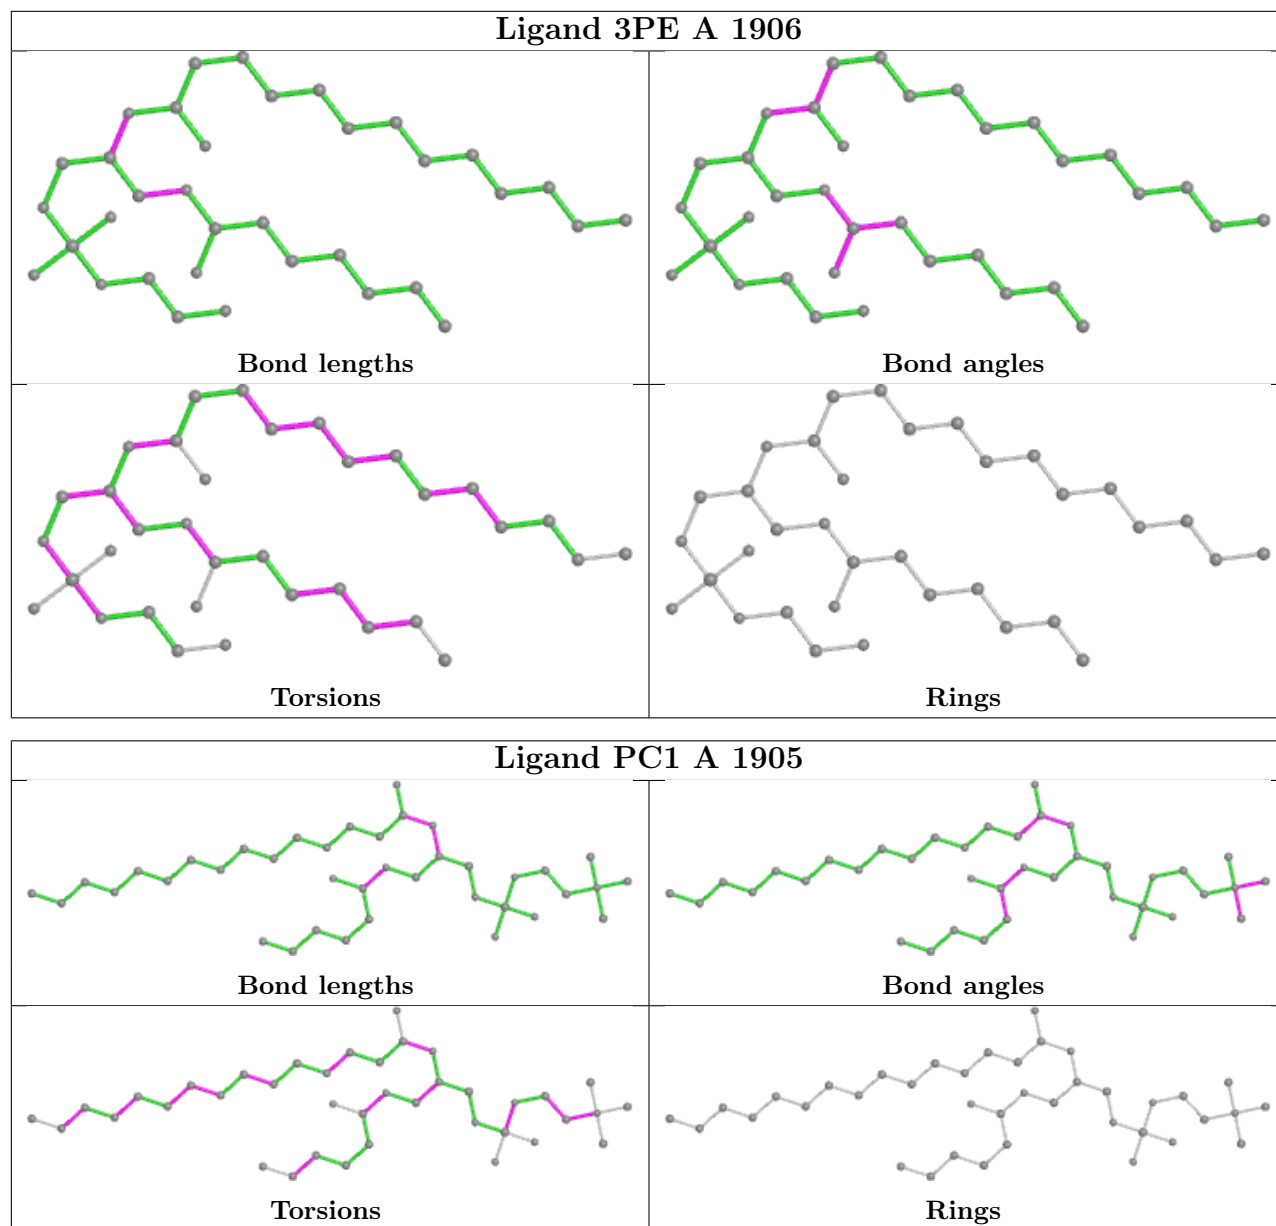 Ligand 3PE A 1906
Bond lengths
Bond angles
Torsions
Rings
Ligand PC1 A 1905
Bond lengths
Bond angles
Torsions
Rings